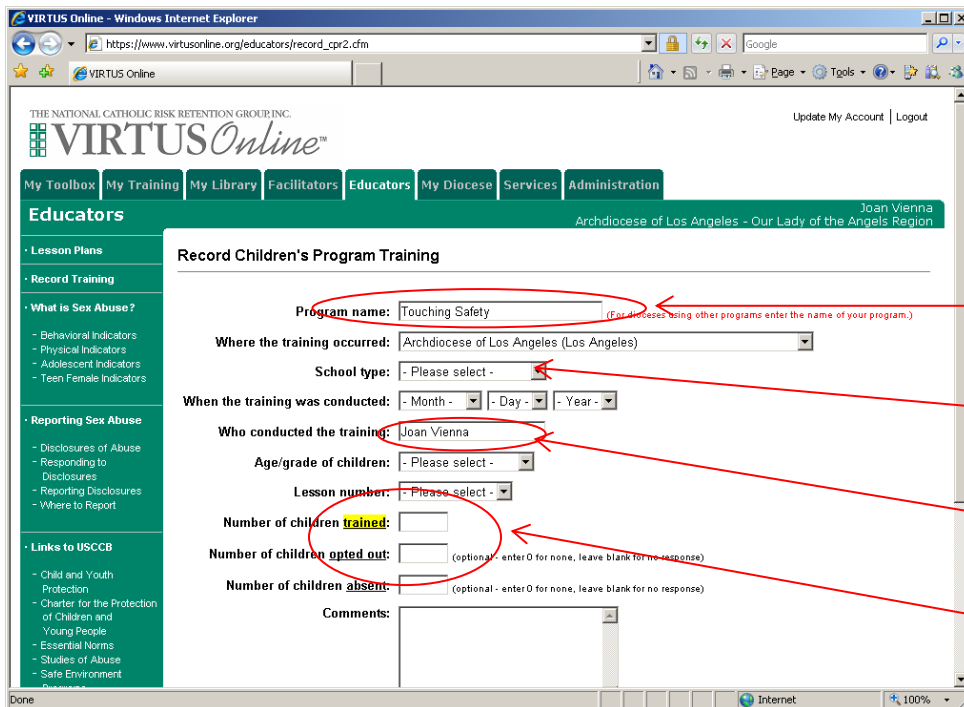 VIRTUS Online - Windows Internet Explorer
https://www.virtusonline.org/educators/record_cpr2.cfm
Google
VIRTUS Online
Page
Tools
THE NATIONAL CATHOLIC RISK RETENTION GROUP, INC.
VIRTUS Online™
Update My Account | Logout
My Toolbox My Training My Library Facilitators Educators My Diocese Services Administration
Educators
Joan Vienna
Archdiocese of Los Angeles - Our Lady of the Angels Region
· Lesson Plans
· Record Training
· What is Sex Abuse?
- Behavioral Indicators
- Physical Indicators
- Adolescent Indicators
- Teen Female Indicators
· Reporting Sex Abuse
- Disclosures of Abuse
- Responding to
Disclosures
- Reporting Disclosures
- Where to Report
· Links to USCCB
- Child and Youth
Protection
- Charter for the Protection
of Children and
Young People
- Essential Norms
- Studies of Abuse
- Safe Environment
Record Children's Program Training
Program name: Touching Safety (For dioceses using other programs enter the name of your program.)
Where the training occurred: Archdiocese of Los Angeles (Los Angeles)
School type: - Please select -
When the training was conducted: - Month - - Day - - Year -
Who conducted the training: Joan Vienna
Age/grade of children: - Please select -
Lesson number: - Please select -
Number of children trained:
Number of children opted out: (optional - enter 0 for none, leave blank for no response)
Number of children absent: (optional - enter 0 for none, leave blank for no response)
Comments:
Done
Internet
100%